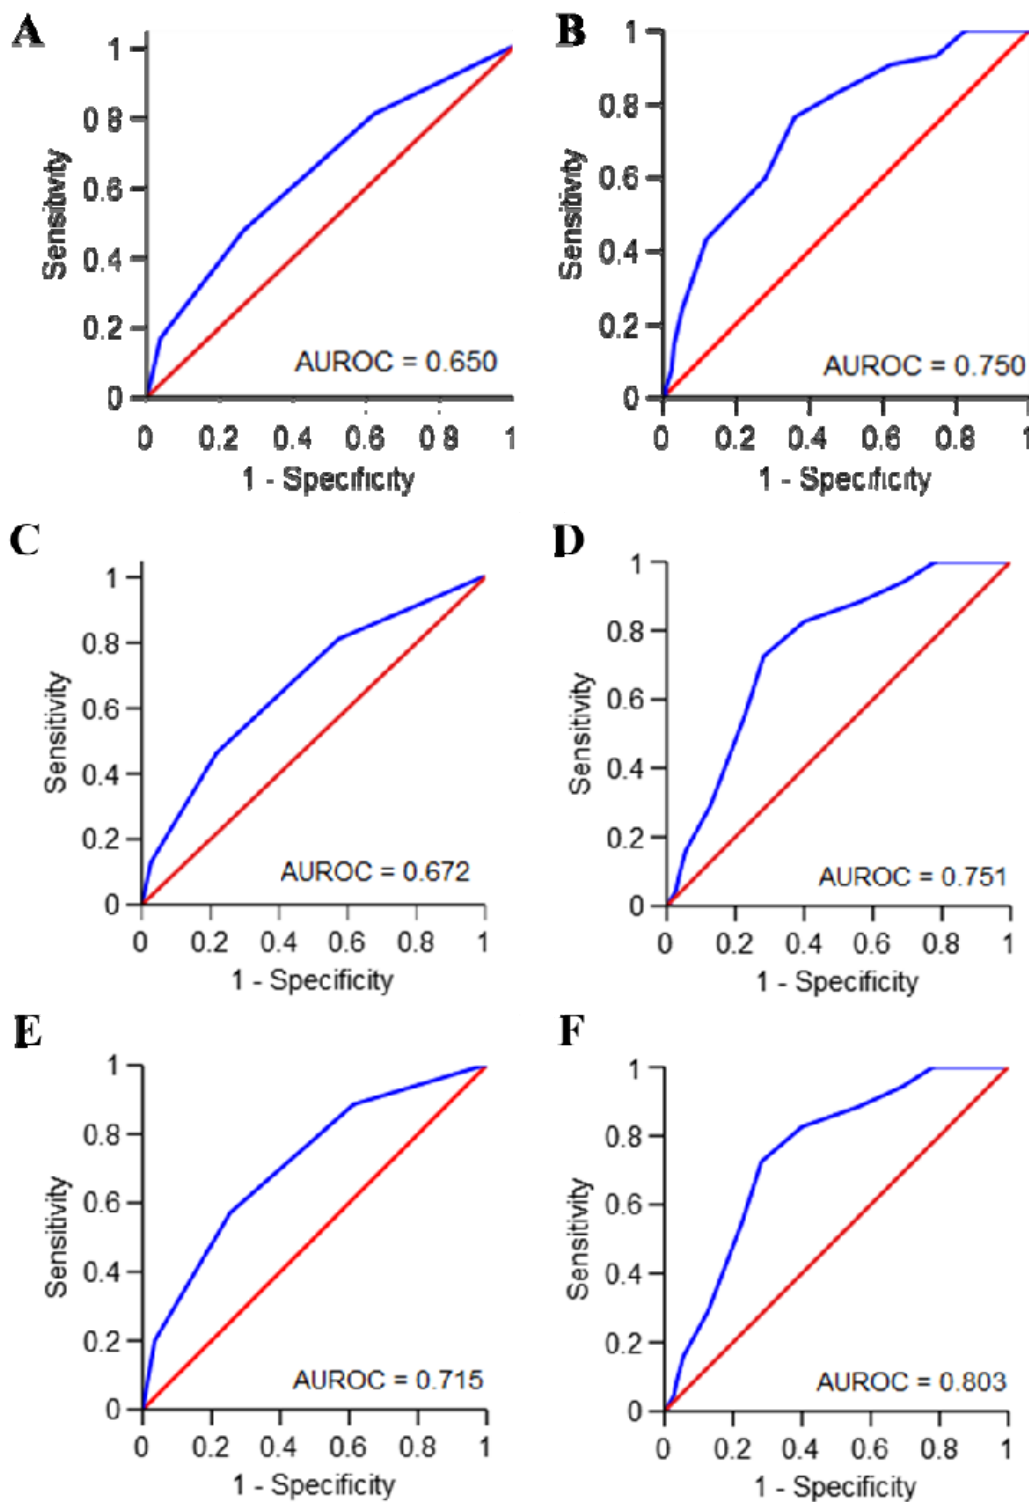 A
1
0 8
0.6
0.4
0.2
0
Sensitivity
AUROC = 0.650
0 0.2 0.4 0.6 0 8 1
1 - Specificity
B
1
0.8
0.6
0.4
0.2
0
Sensitivity
AUROC = 0.750
0 0.2 0.4 0.6 0.8 1
1 - Specificity
C
1
0.8
0.6
0.4
0.2
0
Sensitivity
AUROC = 0.672
0 0.2 0.4 0.6 0.8 1
1 - Specificity
D
1
0.8
0.6
0.4
0.2
0
Sensitivity
AUROC = 0.751
0 0.2 0.4 0.6 0.8 1
1 - Specificity
E
1
0.8
0.6
0.4
0.2
0
Sensitivity
AUROC = 0.715
0 0.2 0.4 0.6 0.8 1
1 - Specificity
F
1
0.8
0.6
0.4
0.2
0
Sensitivity
AUROC = 0.803
0 0.2 0.4 0.6 0.8 1
1 - Specificity